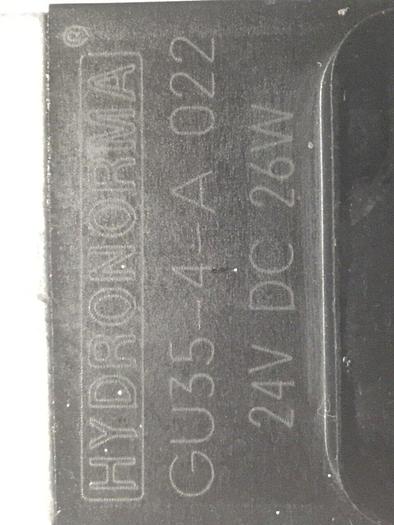 HYDRONORMA®
GU35-4-A 022
24V DC 26W